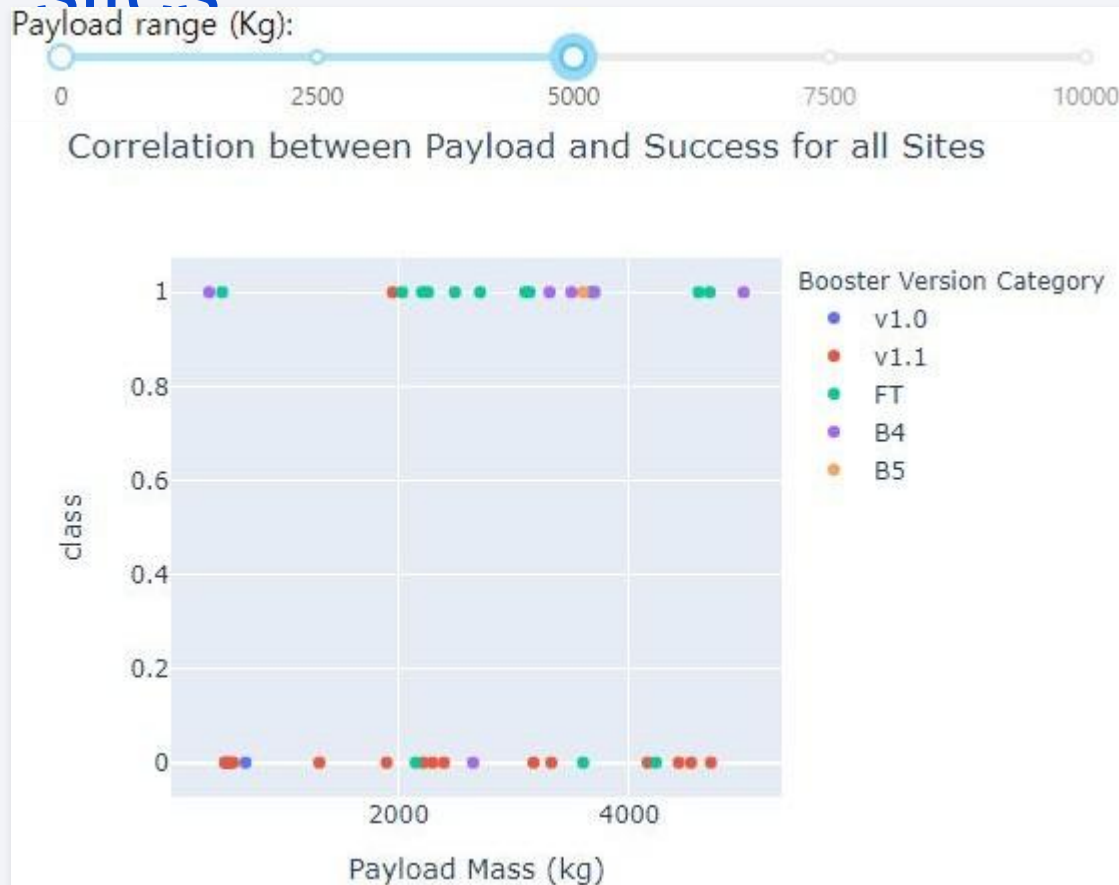 Payload range (Kg):
0 2500 5000 7500 10000
Correlation between Payload and Success for all Sites
Booster Version Category
v1.0
v1.1
FT
B4
B5
1
0.8
0.6
0.4
0.2
0
class
2000 4000
Payload Mass (kg)